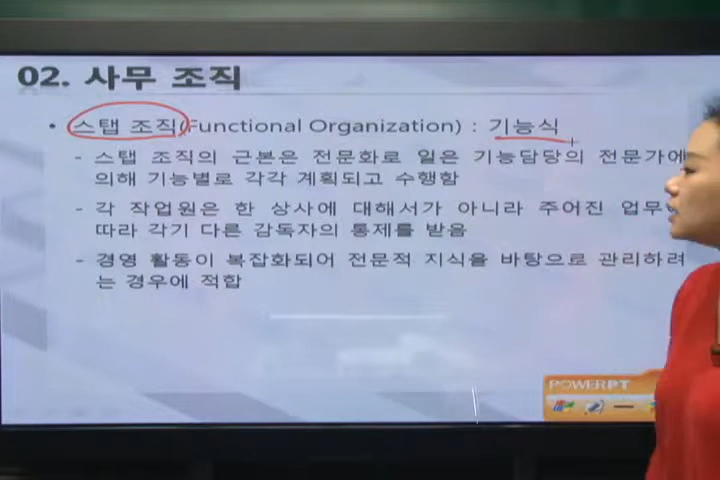 02. 사무 조직
• 스탭 조직(Functional Organization) : 기능식
- 스탭 조직의 근본은 전문화로 일은 기능담당의 전문가에
의해 기능별로 각각 계획되고 수행함
- 각 작업원은 한 상사에 대해서가 아니라 주어진 업무
따라 각기 다른 감독자의 통제를 받음
- 경영 활동이 복잡화되어 전문적 지식을 바탕으로 관리하려
는 경우에 적합
POWERPT